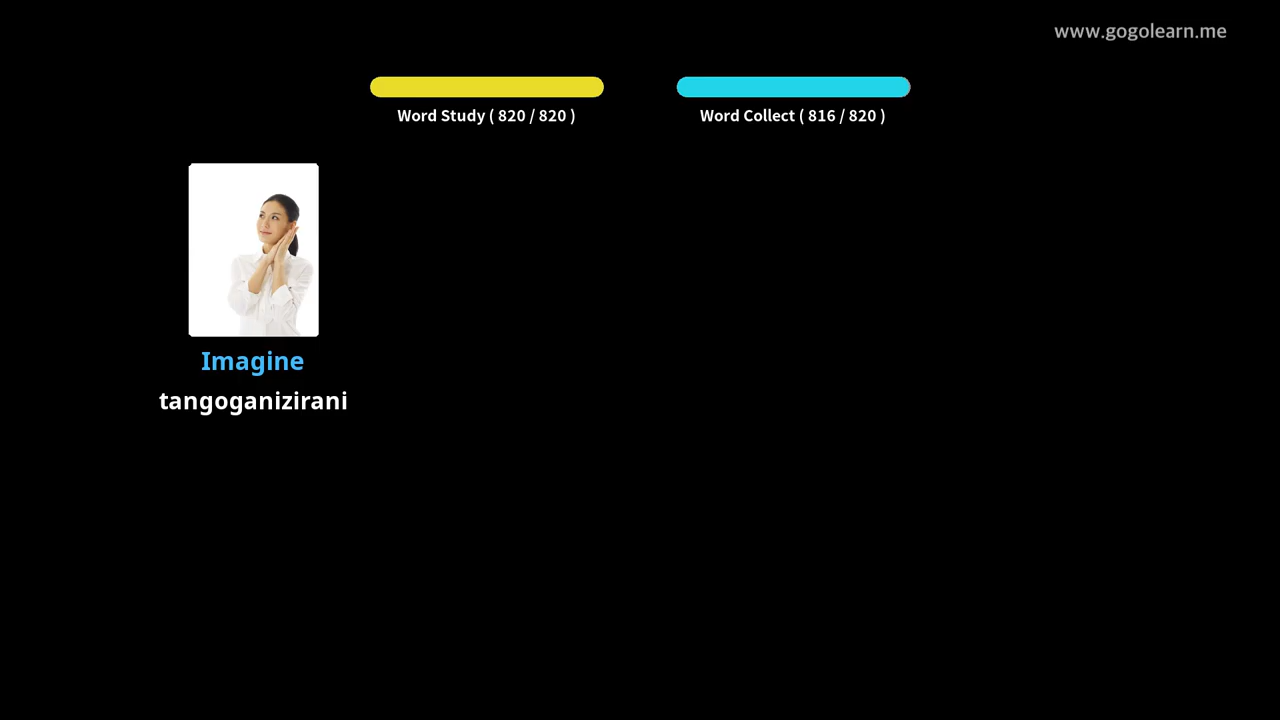 www.gogolearn.me
Word Study ( 820 / 820 )
Word Collect ( 816 / 820 )
Imagine
tangoganizirani